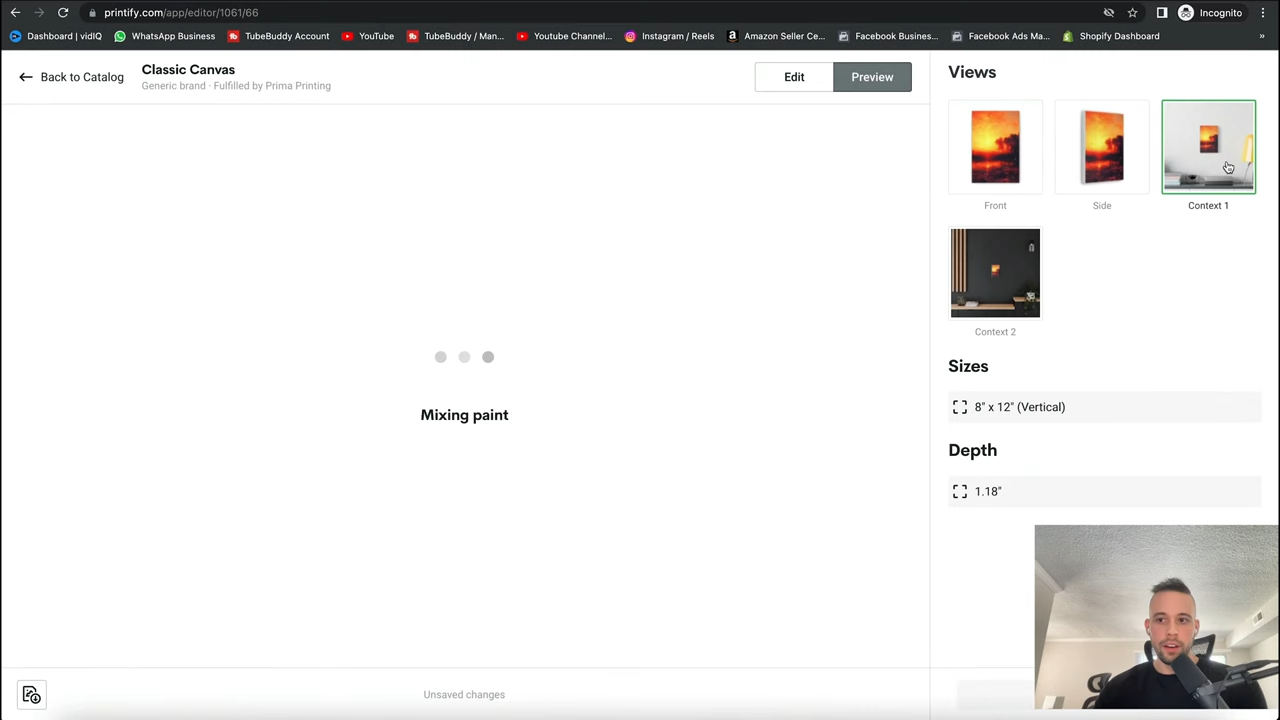 printify.com/app/editor/1061/66
Incognito
Dashboard | vidIQ
WhatsApp Business
TubeBuddy Account
YouTube
TubeBuddy / Man...
Youtube Channel...
Instagram / Reels
Amazon Seller Ce...
Facebook Busines...
Facebook Ads Ma...
Shopify Dashboard
»
Back to Catalog
Classic Canvas
Generic brand · Fulfilled by Prima Printing
Edit
Preview
Views
Front
Side
Context 1
Context 2
Sizes
8" x 12" (Vertical)
Depth
1.18"
Mixing paint
Unsaved changes